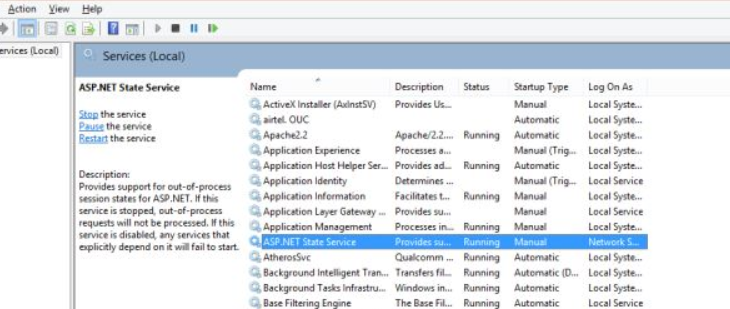 Action View Help
ervices (Local)
Services (Local)
ASP.NET State Service
Stop the service
Pause the service
Restart the service
Description:
Provides support for out-of-process
session states for ASP.NET. If this
service is stopped, out-of-process
requests will not be processed. If this
service is disabled, any services that
explicitly depend on it will fail to start.
Name Description Status Startup Type Log On As
ActiveX Installer (AxInstSV) Provides Us... Manual Local Syste...
airtel. OUC Automatic Local Syste...
Apache2.2 Apache/2.2.... Running Automatic Local Syste...
Application Experience Processes a... Manual (Trig... Local Syste...
Application Host Helper Ser... Provides ad... Running Automatic Local Syste...
Application Identity Determines ... Manual (Trig... Local Service
Application Information Facilitates t... Running Manual Local Syste...
Application Layer Gateway ... Provides su... Manual Local Service
Application Management Processes in... Running Manual Local Syste...
ASP.NET State Service Provides su... Running Manual Network S...
AtherosSvc Qualcomm ... Running Automatic Local Syste...
Background Intelligent Tran... Transfers fil... Running Automatic (D... Local Syste...
Background Tasks Infrastru... Windows in... Running Automatic Local Syste...
Base Filtering Engine The Base Fil... Running Automatic Local Service